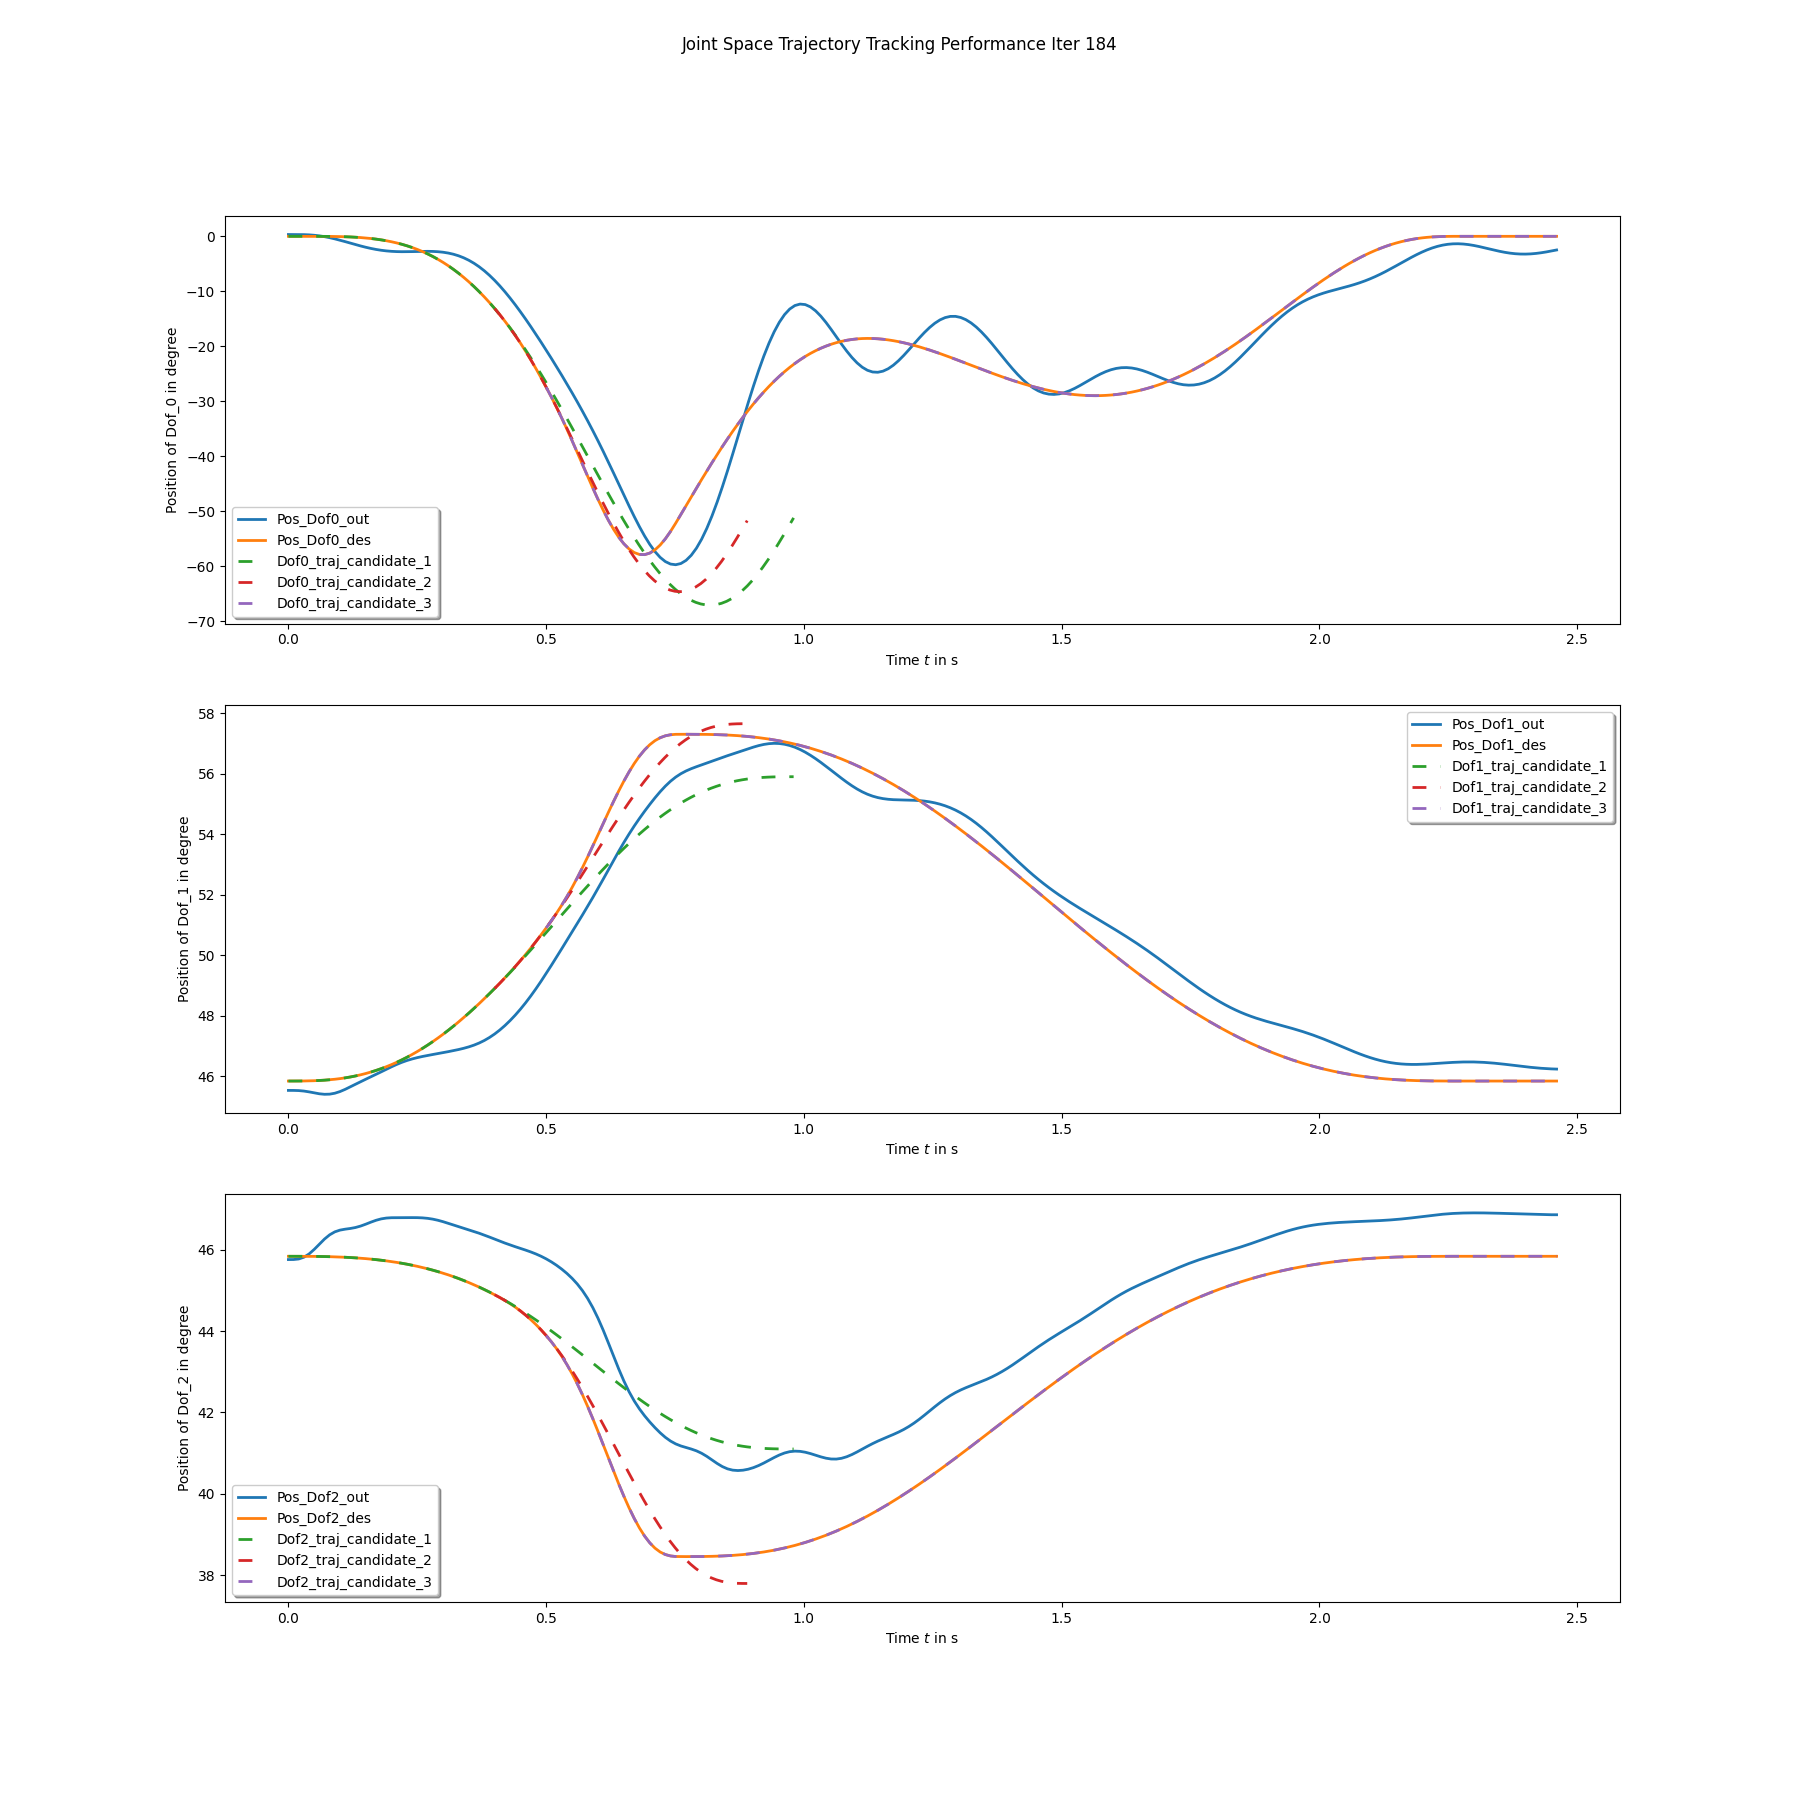 Joint Space Trajectory Tracking Performance Iter 184
Position of Dof_0 in degree
0
−10
−20
−30
−40
−50
−60
−70
Pos_Dof0_out
Pos_Dof0_des
Dof0_traj_candidate_1
Dof0_traj_candidate_2
Dof0_traj_candidate_3
0.0 0.5 1.0 1.5 2.0 2.5
Time t in s
Position of Dof_1 in degree
58
56
54
52
50
48
46
Pos_Dof1_out
Pos_Dof1_des
Dof1_traj_candidate_1
Dof1_traj_candidate_2
Dof1_traj_candidate_3
0.0 0.5 1.0 1.5 2.0 2.5
Time t in s
Position of Dof_2 in degree
46
44
42
40
38
Pos_Dof2_out
Pos_Dof2_des
Dof2_traj_candidate_1
Dof2_traj_candidate_2
Dof2_traj_candidate_3
0.0 0.5 1.0 1.5 2.0 2.5
Time t in s